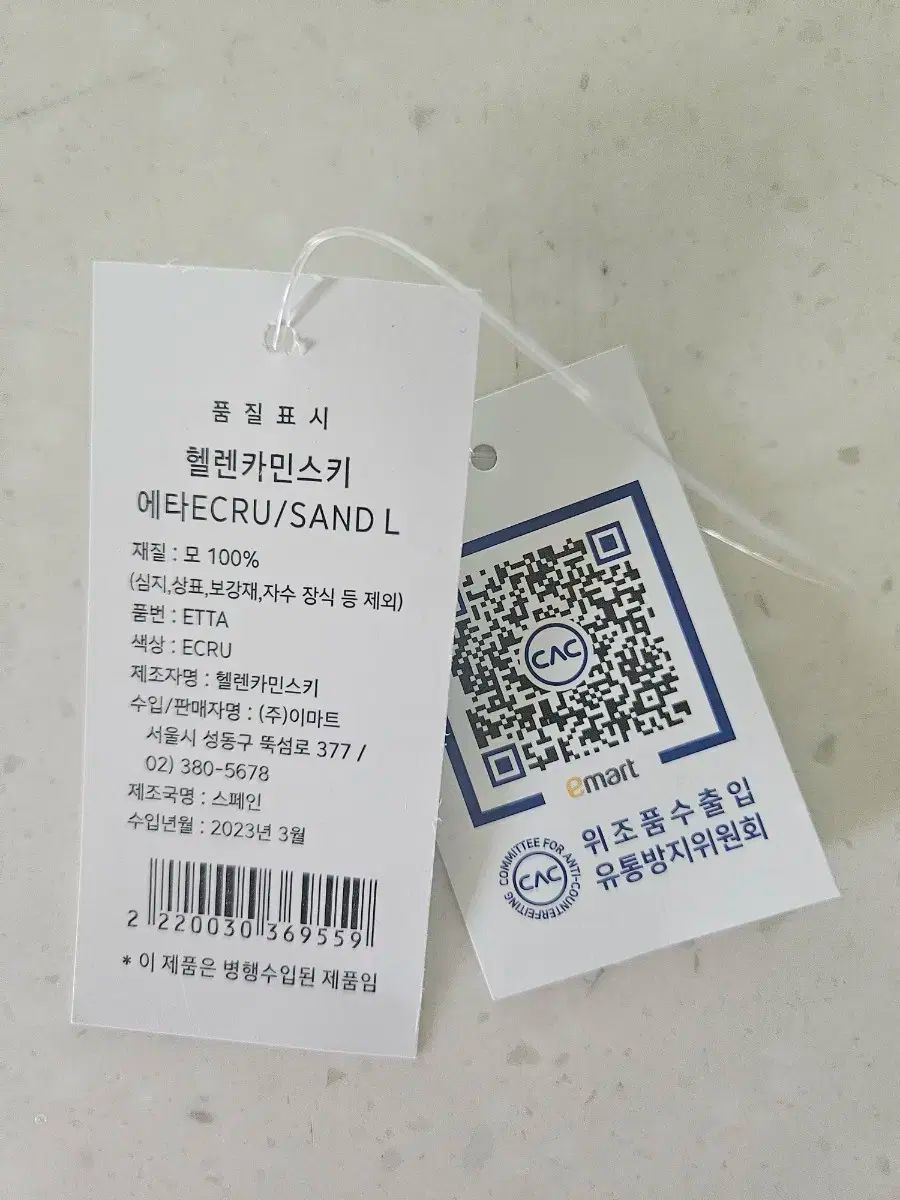 품 질 표 시
헬렌카민스키
에타ECRU/SAND L
재질 : 모 100%
(심지,상표,보강재,자수 장식 등 제외)
품번 : ETTA
색상 : ECRU
제조자명 : 헬렌카민스키
수입/판매자명 : (주)이마트
서울시 성동구 뚝섬로 377 /
02) 380-5678
제조국명 : 스페인
수입년월 : 2023년 3월
2 220030 369559
* 이 제품은 병행수입된 제품임
CAC
emart
COMMITTEE FOR ANTI-COUNTERFEITING
CAC
위조품수출입
유통방지위원회